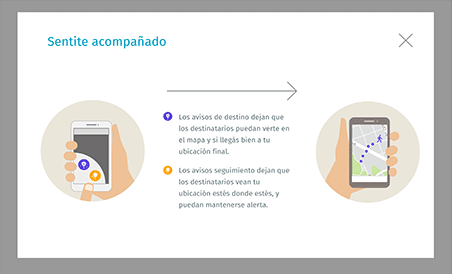 Sentite acompañado
Los avisos de destino dejan que
los destinatarios puedan verte en
el mapa y si llegás bien a tu
ubicación final.
Los avisos seguimiento dejan que
los destinatarios vean tu
ubicación estés donde estés, y
puedan mantenerse alerta.